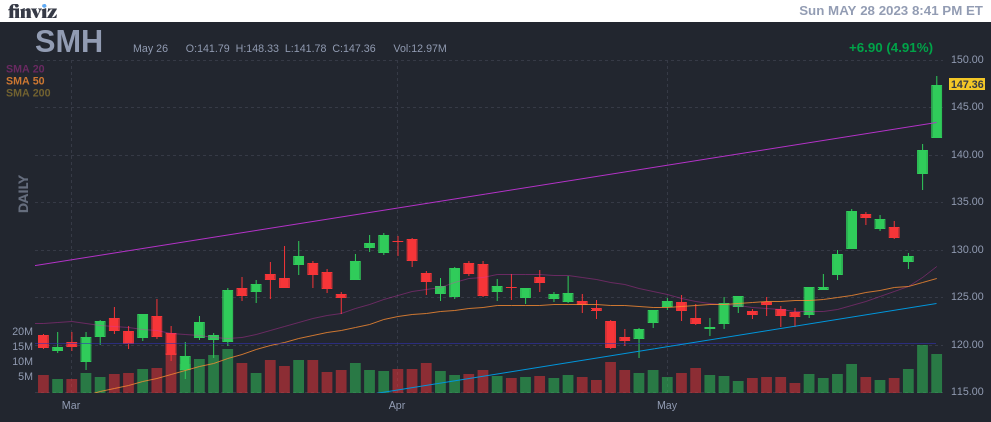 finviz
Sun MAY 28 2023 8:41 PM ET
SMH
May 26 O:141.79 H:148.33 L:141.78 C:147.36 Vol:12.97M
+6.90 (4.91%)
SMA 20
SMA 50
SMA 200
DAILY
150.00
147.36
145.00
140.00
135.00
130.00
125.00
120.00
115.00
20M
15M
10M
5M
Mar Apr May